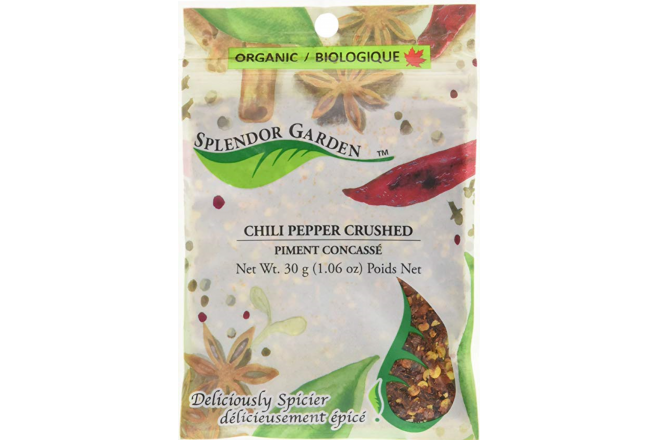 ORGANIC / BIOLOGIQUE
SPLENDOR GARDEN TM
CHILI PEPPER CRUSHED
PIMENT CONCASSÉ
Net Wt. 30 g (1.06 oz) Poids Net
Deliciously Spicier
délicieusement épicé !